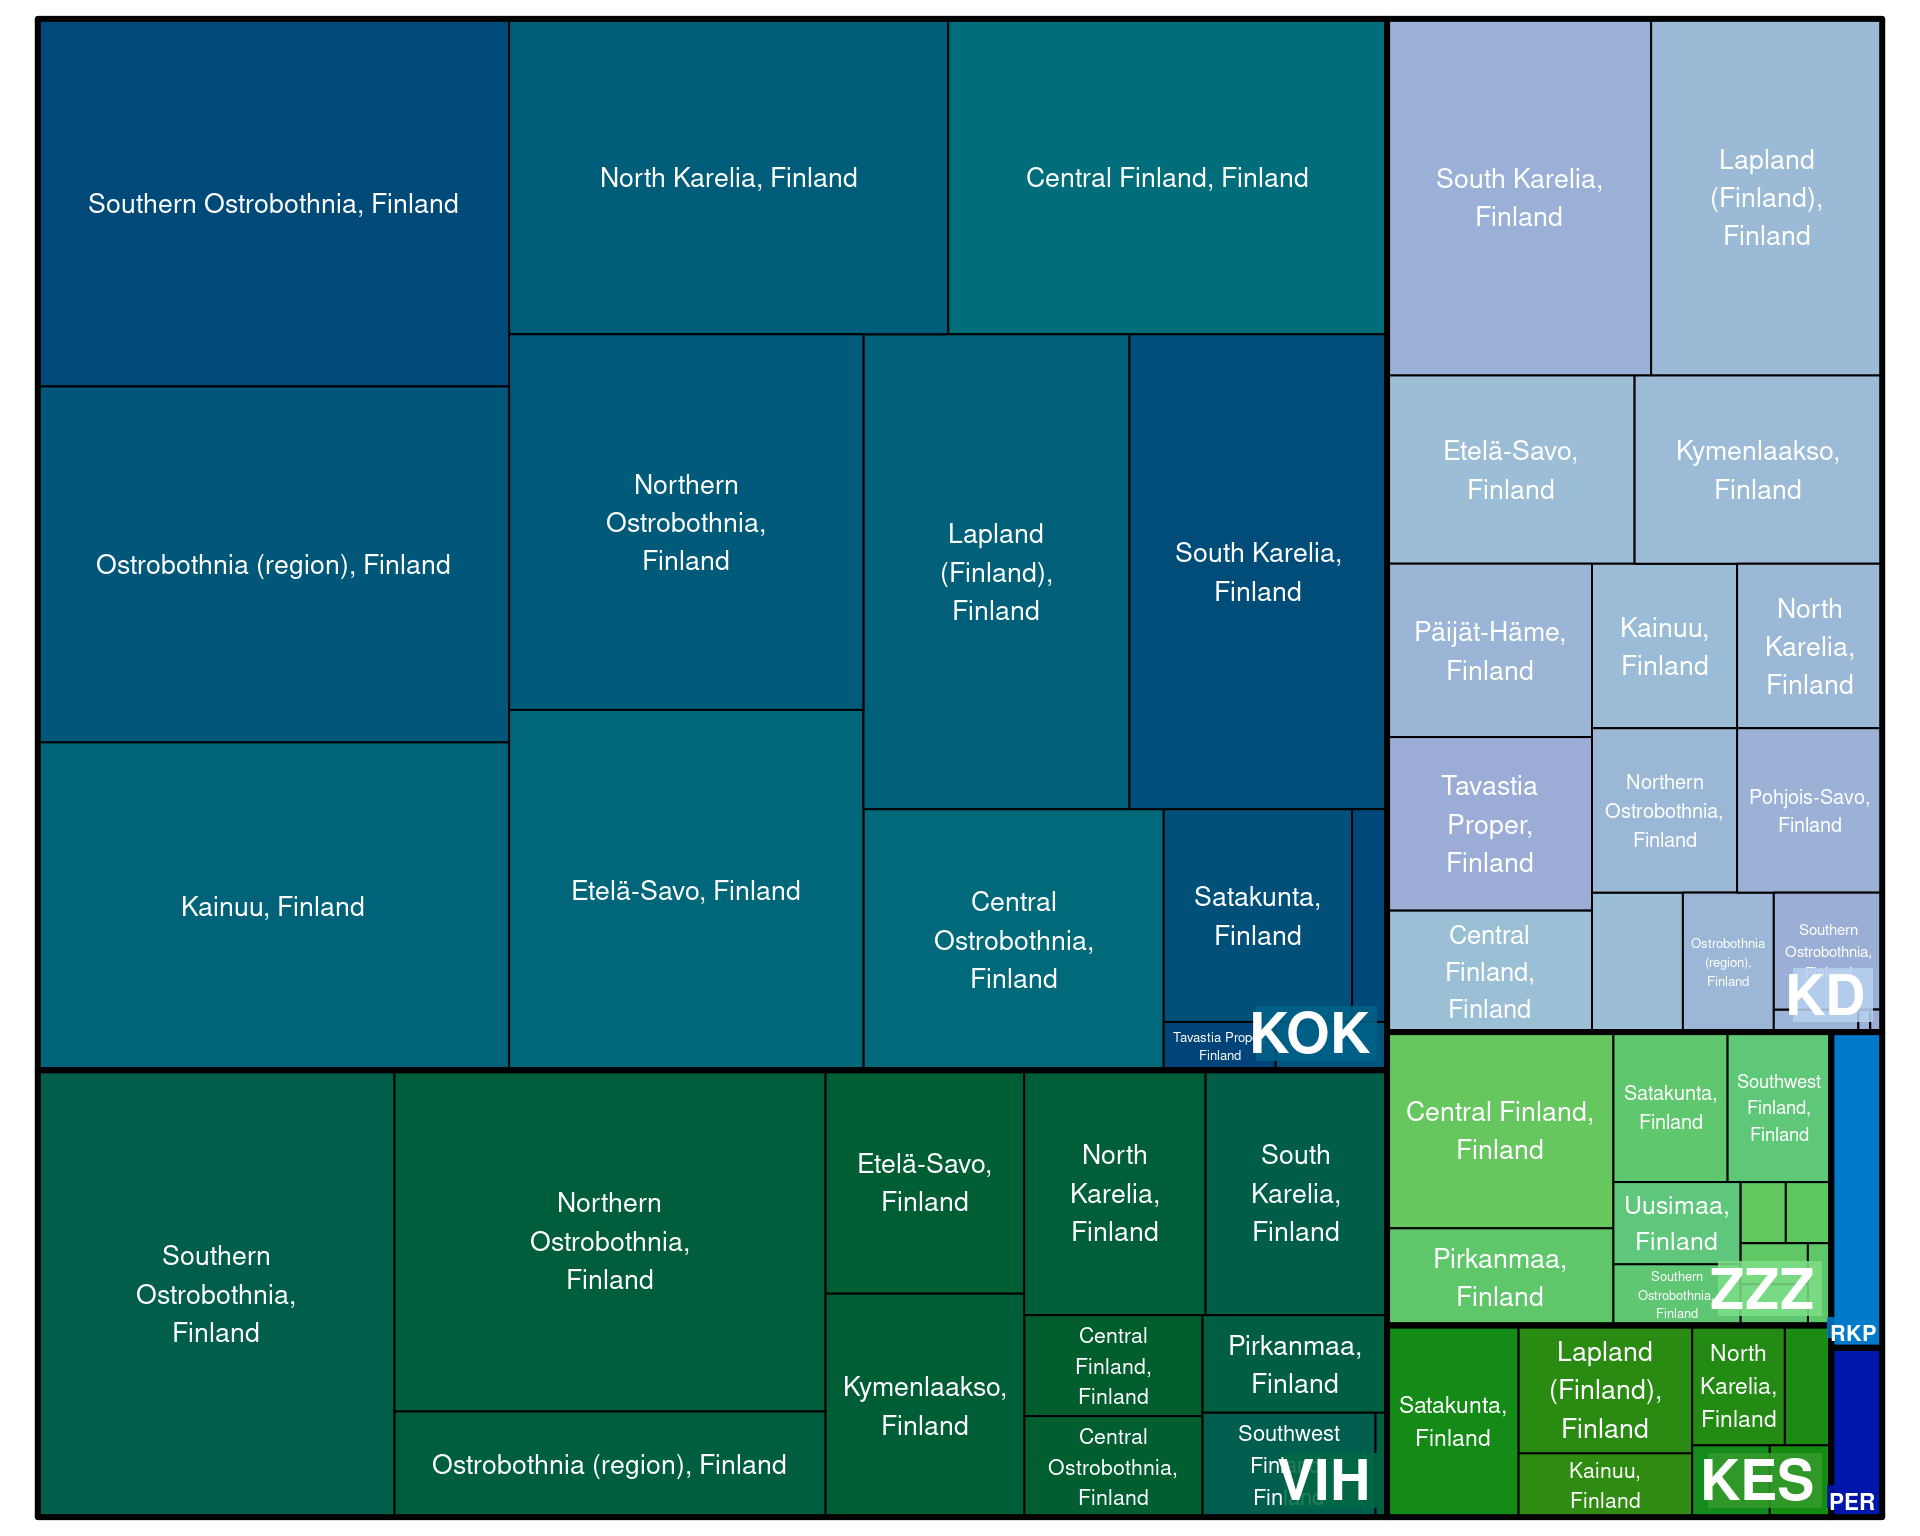 Southern Ostrobothnia, Finland
North Karelia, Finland
Central Finland, Finland
Ostrobothnia (region), Finland
Northern
Ostrobothnia,
Finland
Lapland
(Finland),
Finland
South Karelia,
Finland
Kainuu, Finland
Etelä-Savo, Finland
Central
Ostrobothnia,
Finland
Satakunta,
Finland
Tavastia
Finland
KOK
South Karelia,
Finland
Lapland
(Finland),
Finland
Etelä-Savo,
Finland
Kymenlaakso,
Finland
Päijät-Häme,
Finland
Kainuu,
Finland
North
Karelia,
Finland
Tavastia
Proper,
Finland
Northern
Ostrobothnia,
Finland
Pohjois-Savo,
Finland
Central
Finland,
Finland
Ostrobothnia
(region),
Finland
Southern
Ostrobothnia,
KD
Southern
Ostrobothnia,
Finland
Northern
Ostrobothnia,
Finland
Ostrobothnia (region), Finland
Etelä-Savo,
Finland
Kymenlaakso,
Finland
North
Karelia,
Finland
South
Karelia,
Finland
Central
Finland,
Finland
Pirkanmaa,
Finland
Central
Ostrobothnia,
Finland
Southwest
VIH
Central Finland,
Finland
Satakunta,
Finland
Southwest
Finland,
Finland
Pirkanmaa,
Finland
Uusimaa,
Finland
Southern
Ostrobothnia,
Finland
ZZZ
RKP
Satakunta,
Finland
Lapland
(Finland),
Finland
North
Karelia,
Finland
Kainuu,
Finland
KES
PER